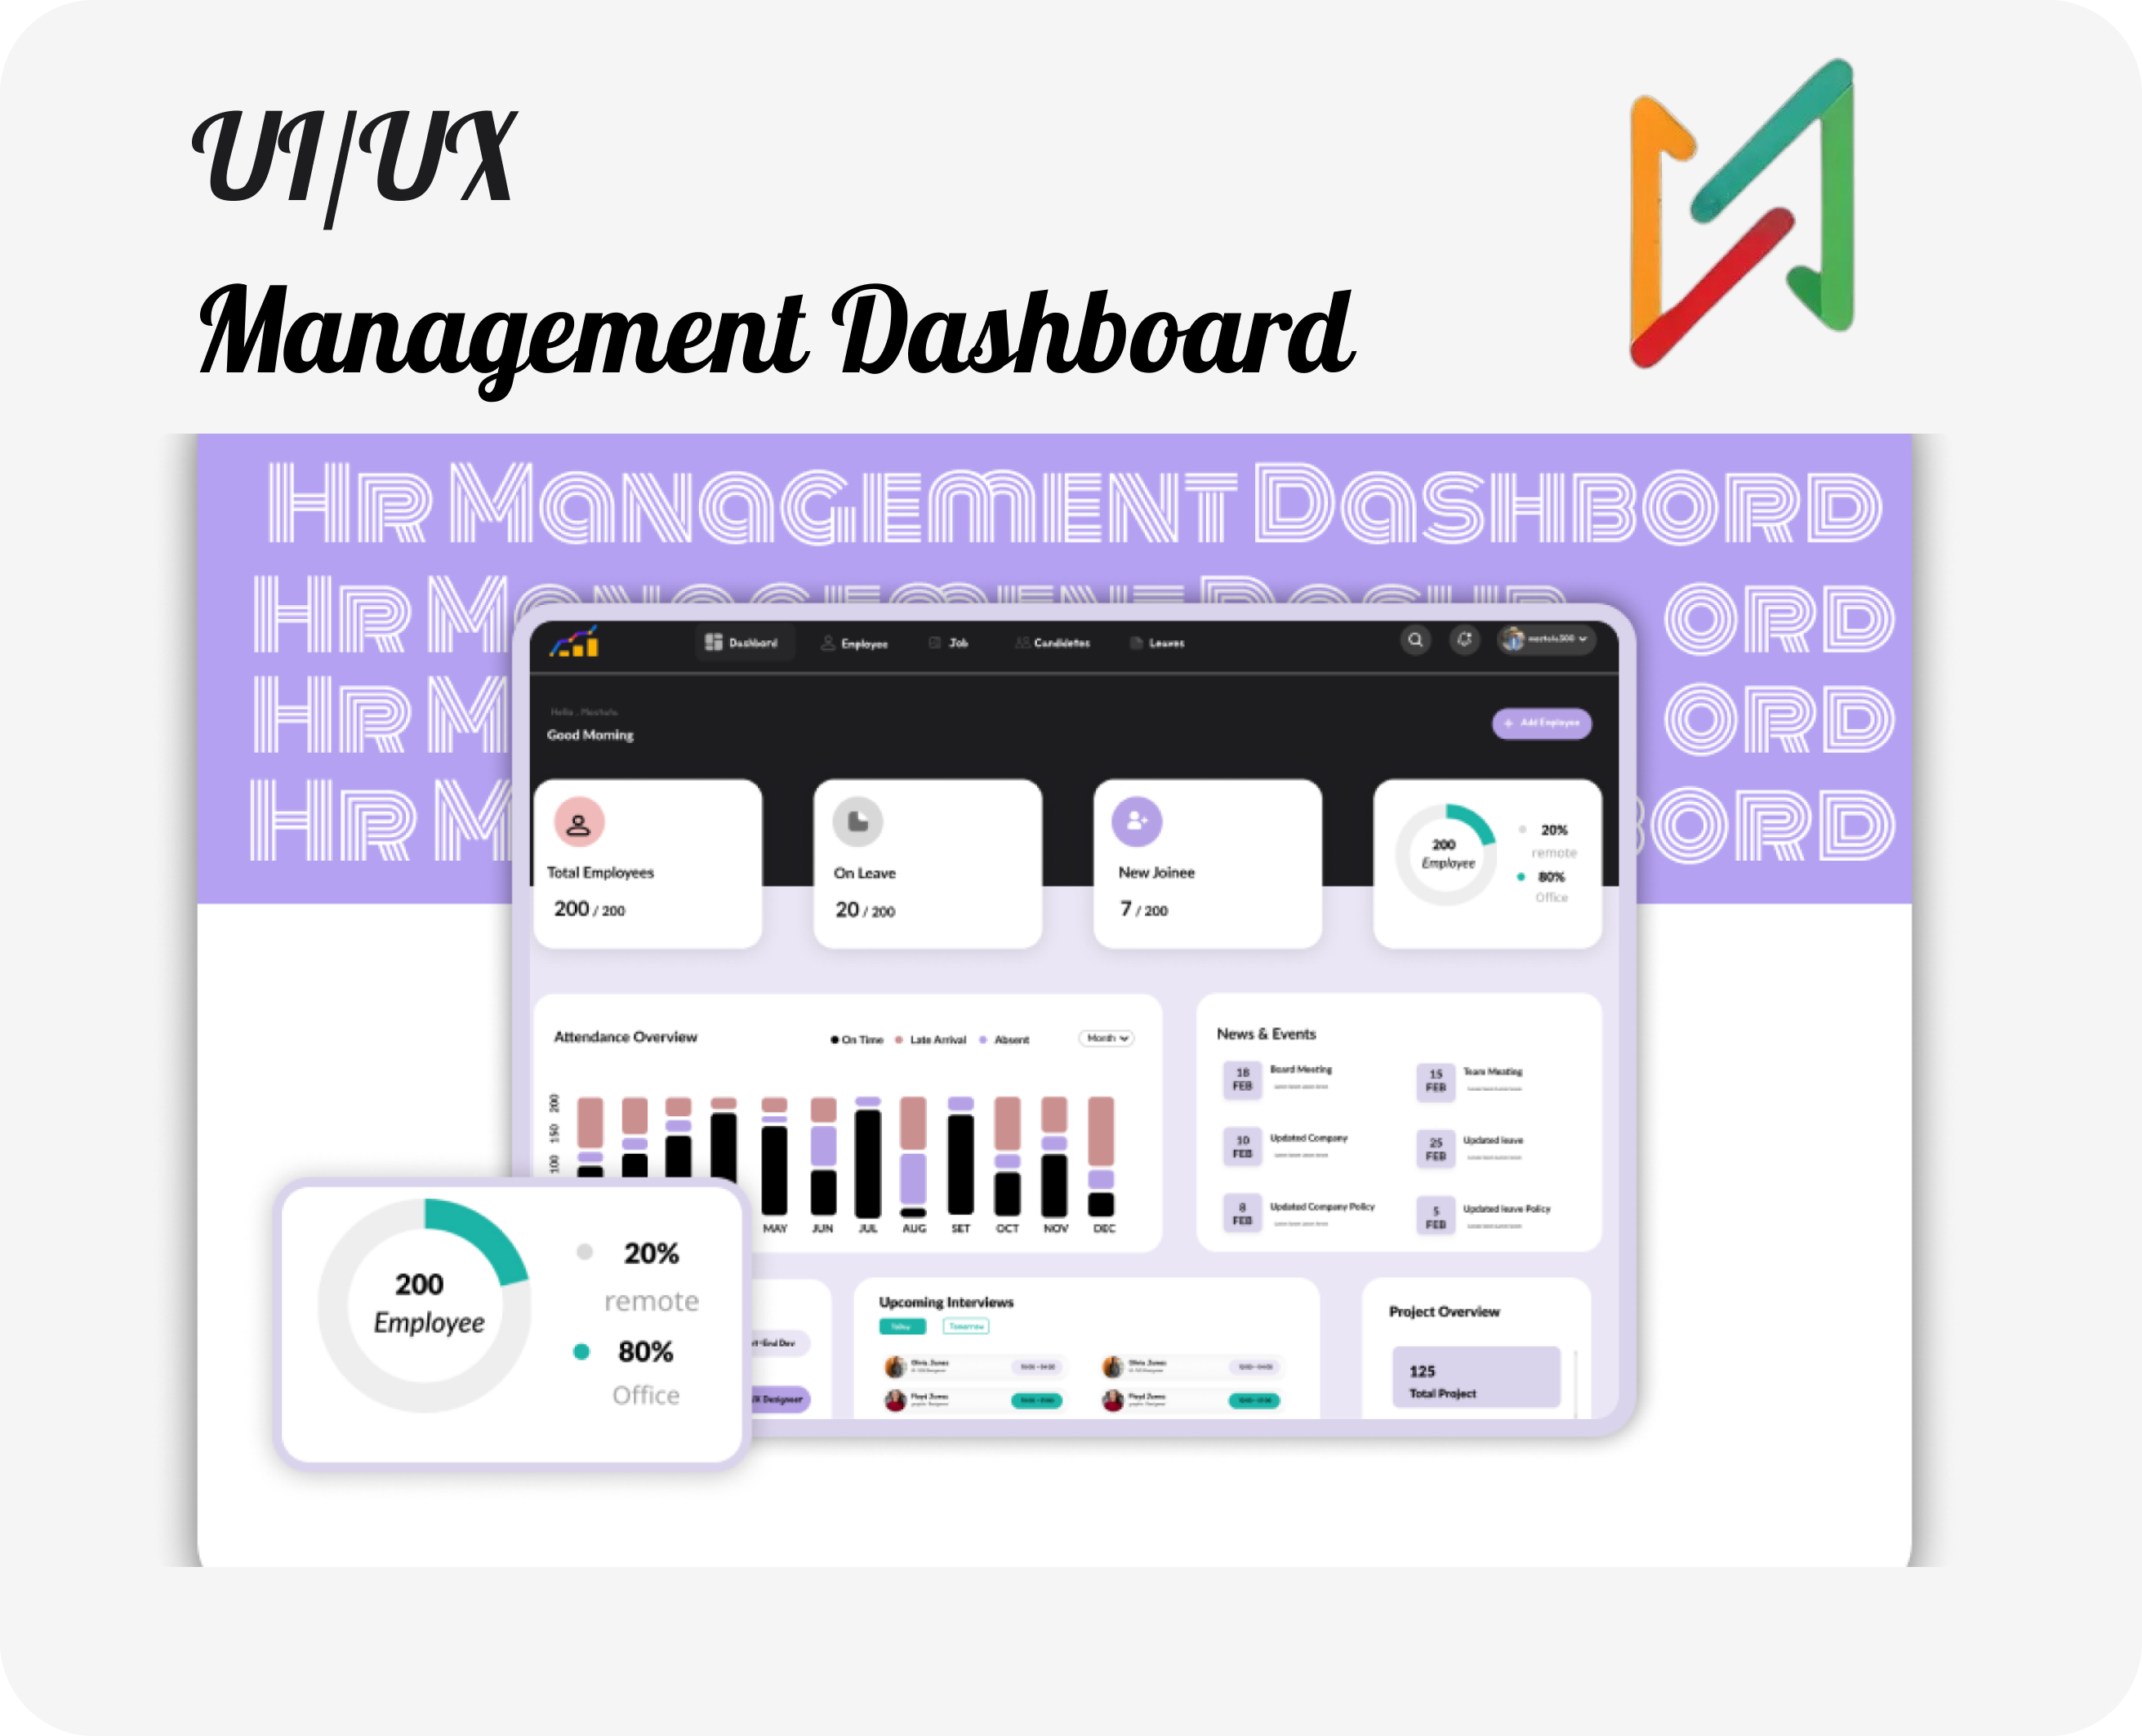 UI/UX
Management Dashboard
Hr Management Dashbord
Hr M
ord
Hr M
ord
Hr M
bord
Dashbord
Employee
Job
Candidates
Leaves
Good Morning
+ Add Employee
Total Employees
200 / 200
On Leave
20 / 200
New Joinee
7 / 200
200
Employee
20%
remote
80%
Office
Attendance Overview
On Time
Late Arrival
Absent
Month
200
150
100
MAY
JUN
JUL
AUG
SET
OCT
NOV
DEC
News & Events
18
FEB
Board Meeting
15
FEB
Team Meeting
10
FEB
Updated Company
25
FEB
Updated leave
8
FEB
Updated Company Policy
5
FEB
Updated leave Policy
200
Employee
20%
remote
80%
Office
Upcoming Interviews
Today
Tomorrow
Project Overview
125
Total Project